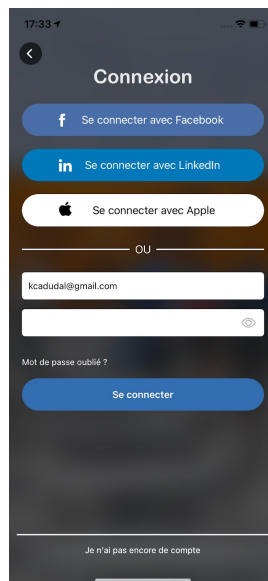 17:33
Connexion
f Se connecter avec Facebook
in Se connecter avec LinkedIn
Se connecter avec Apple
OU
kcadudal@gmail.com
Mot de passe oublié ?
Se connecter
Je n'ai pas encore de compte